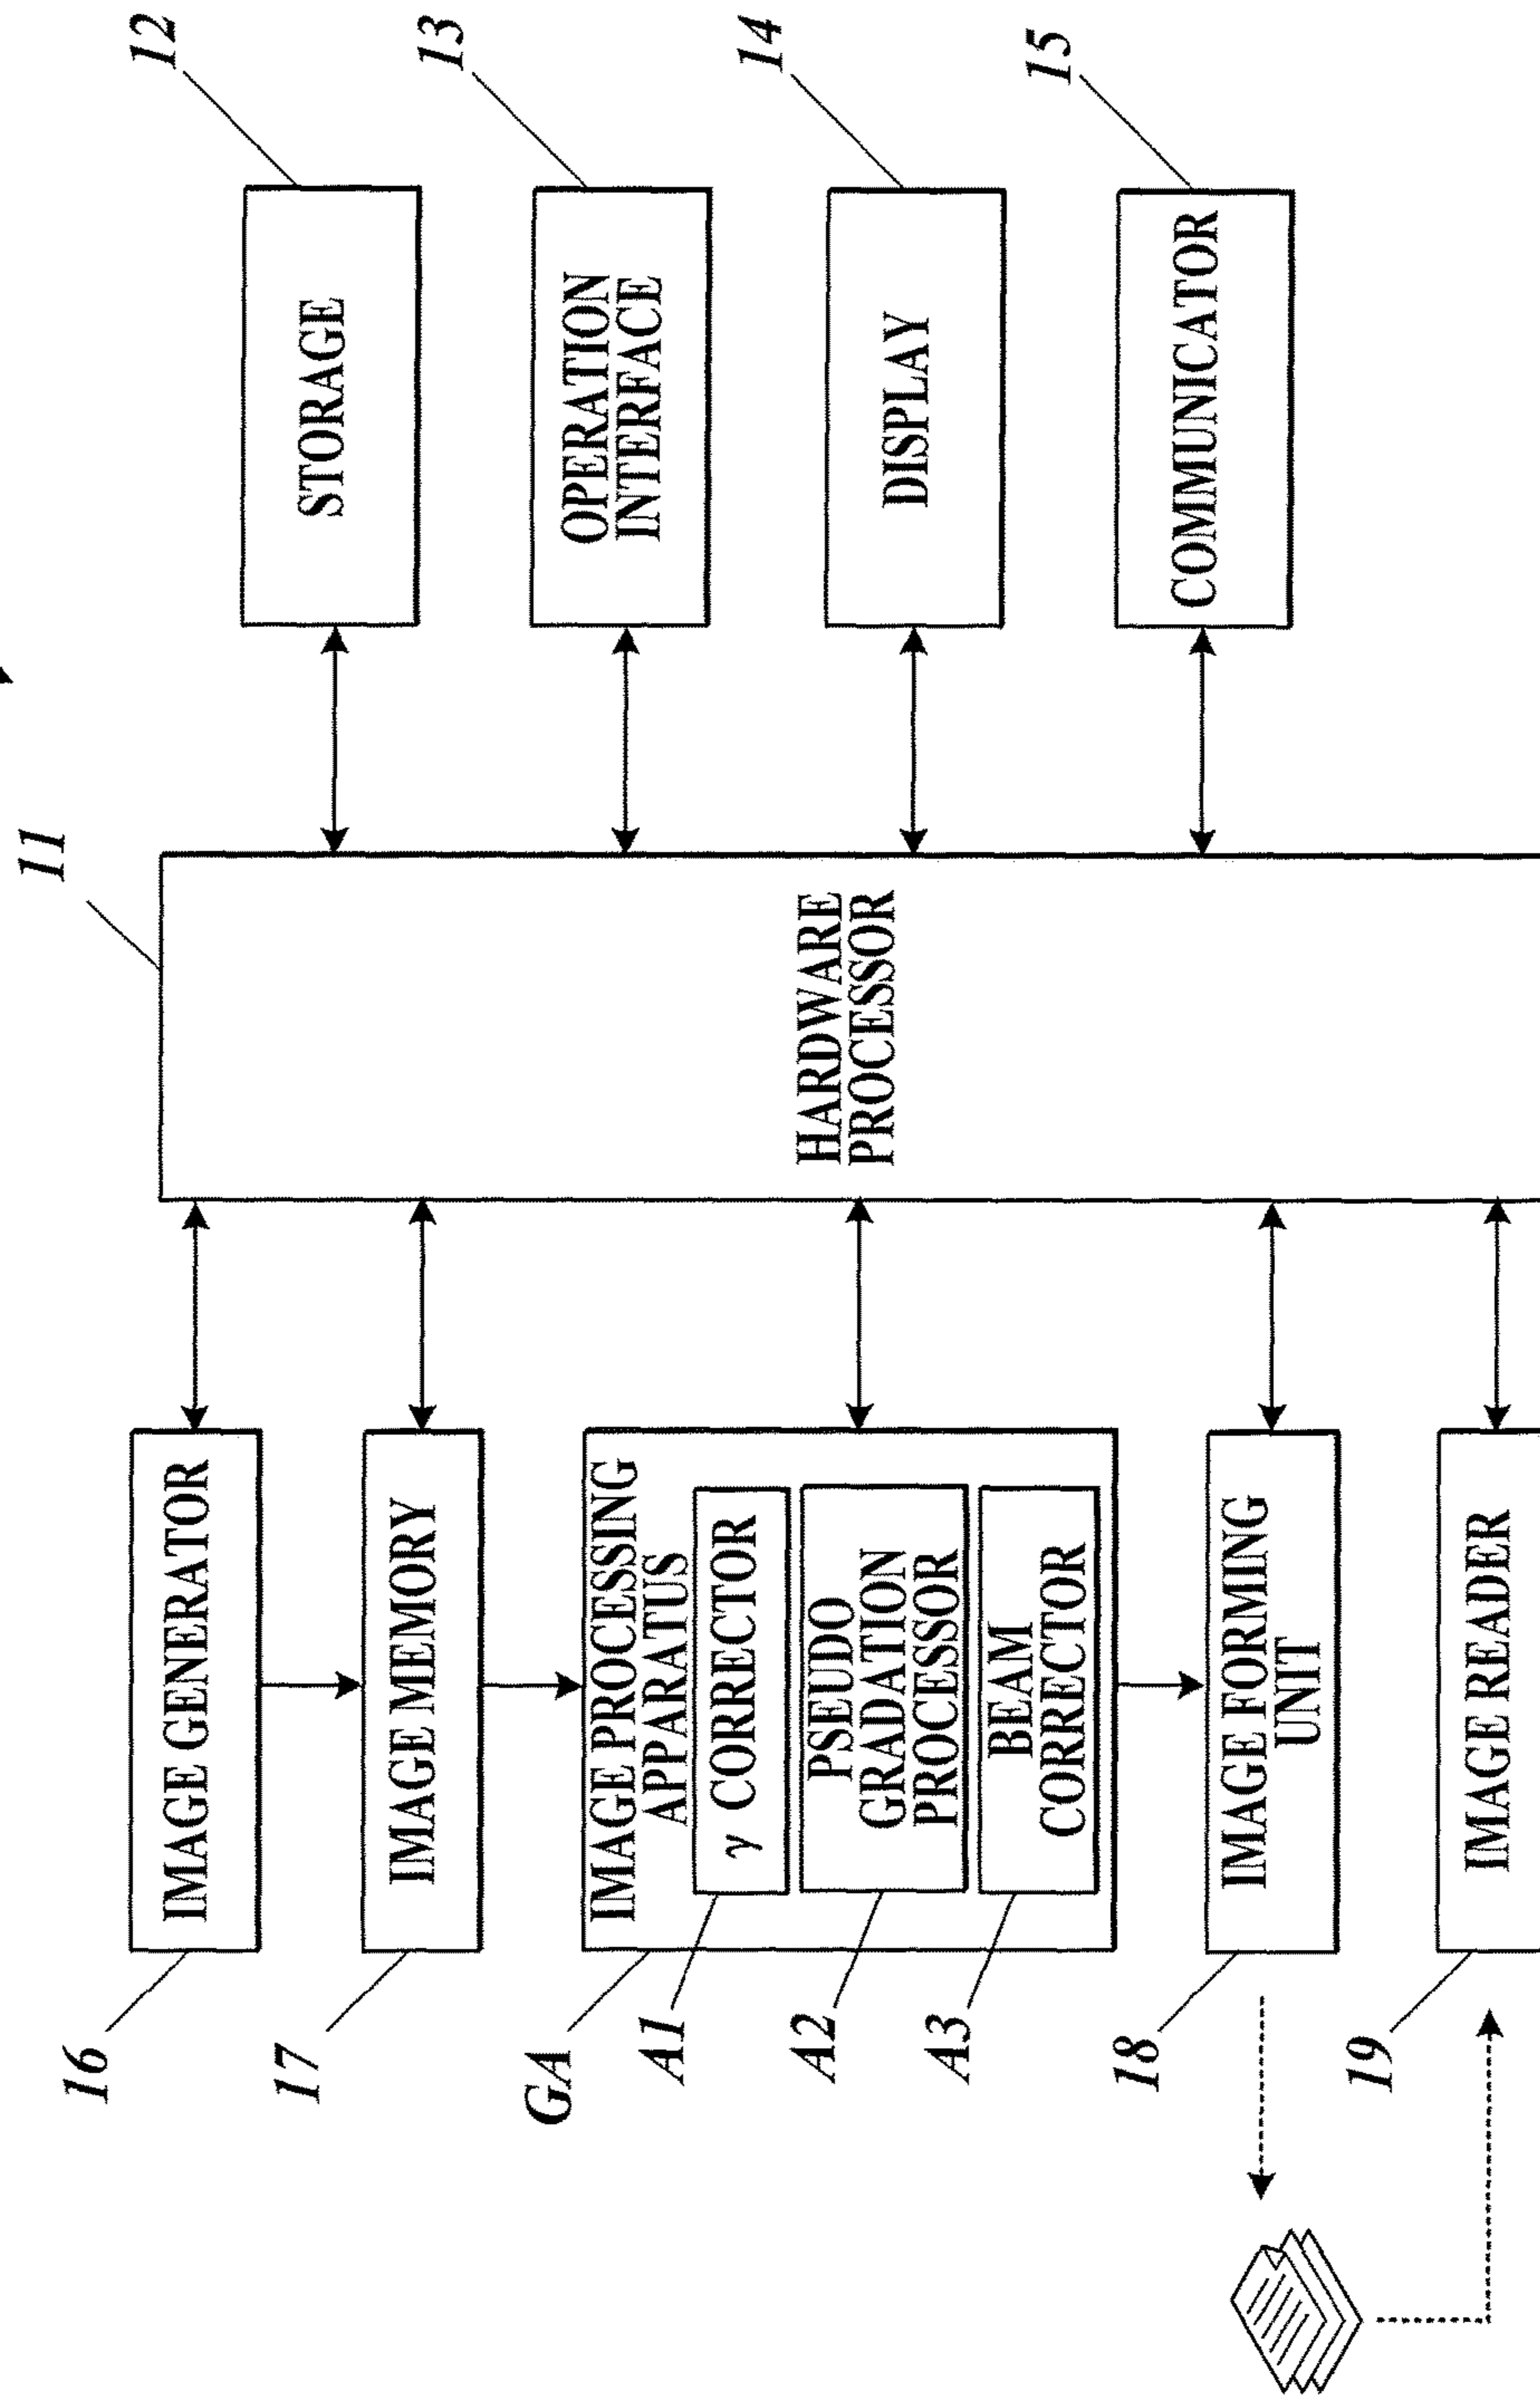 12
STORAGE
13
OPERATION
INTERFACE
14
DISPLAY
15
COMMUNICATOR
11
HARDWARE
PROCESSOR
16
IMAGE GENERATOR
17
IMAGE MEMORY
GA
IMAGE PROCESSING
APPARATUS
A1
γ CORRECTOR
A2
PSEUDO
GRADATION
PROCESSOR
A3
BEAM
CORRECTOR
18
IMAGE FORMING
UNIT
19
IMAGE READER